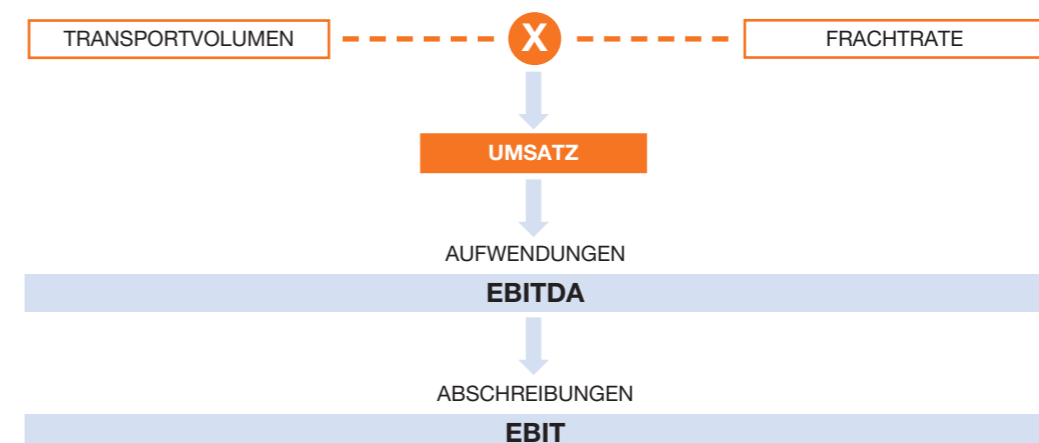 TRANSPORTVOLUMEN X FRACHTRATE
UMSATZ
AUFWENDUNGEN
EBITDA
ABSCHREIBUNGEN
EBIT